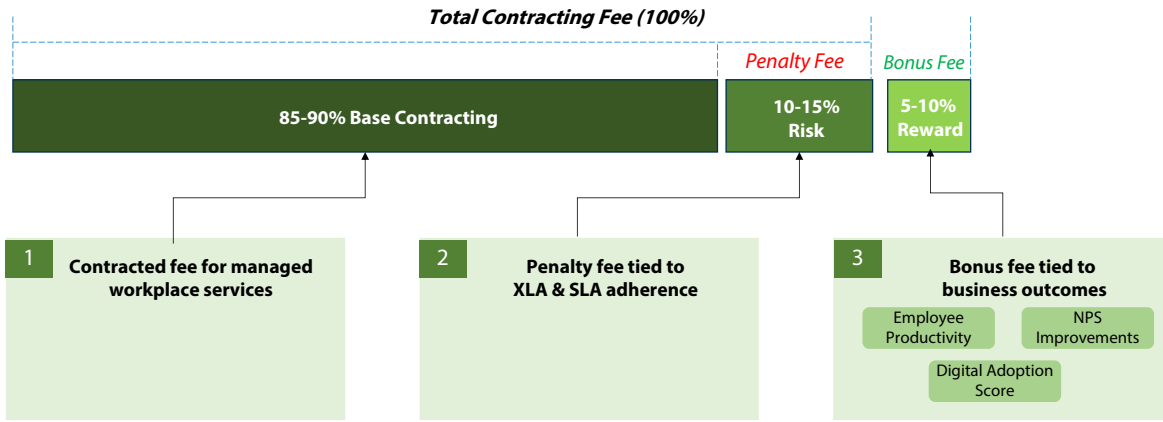 Total Contracting Fee (100%)
Penalty Fee
Bonus Fee
85-90% Base Contracting
10-15%
Risk
5-10%
Reward
1
Contracted fee for managed
workplace services
2
Penalty fee tied to
XLA & SLA adherence
3
Bonus fee tied to
business outcomes
Employee
Productivity
NPS
Improvements
Digital Adoption
Score